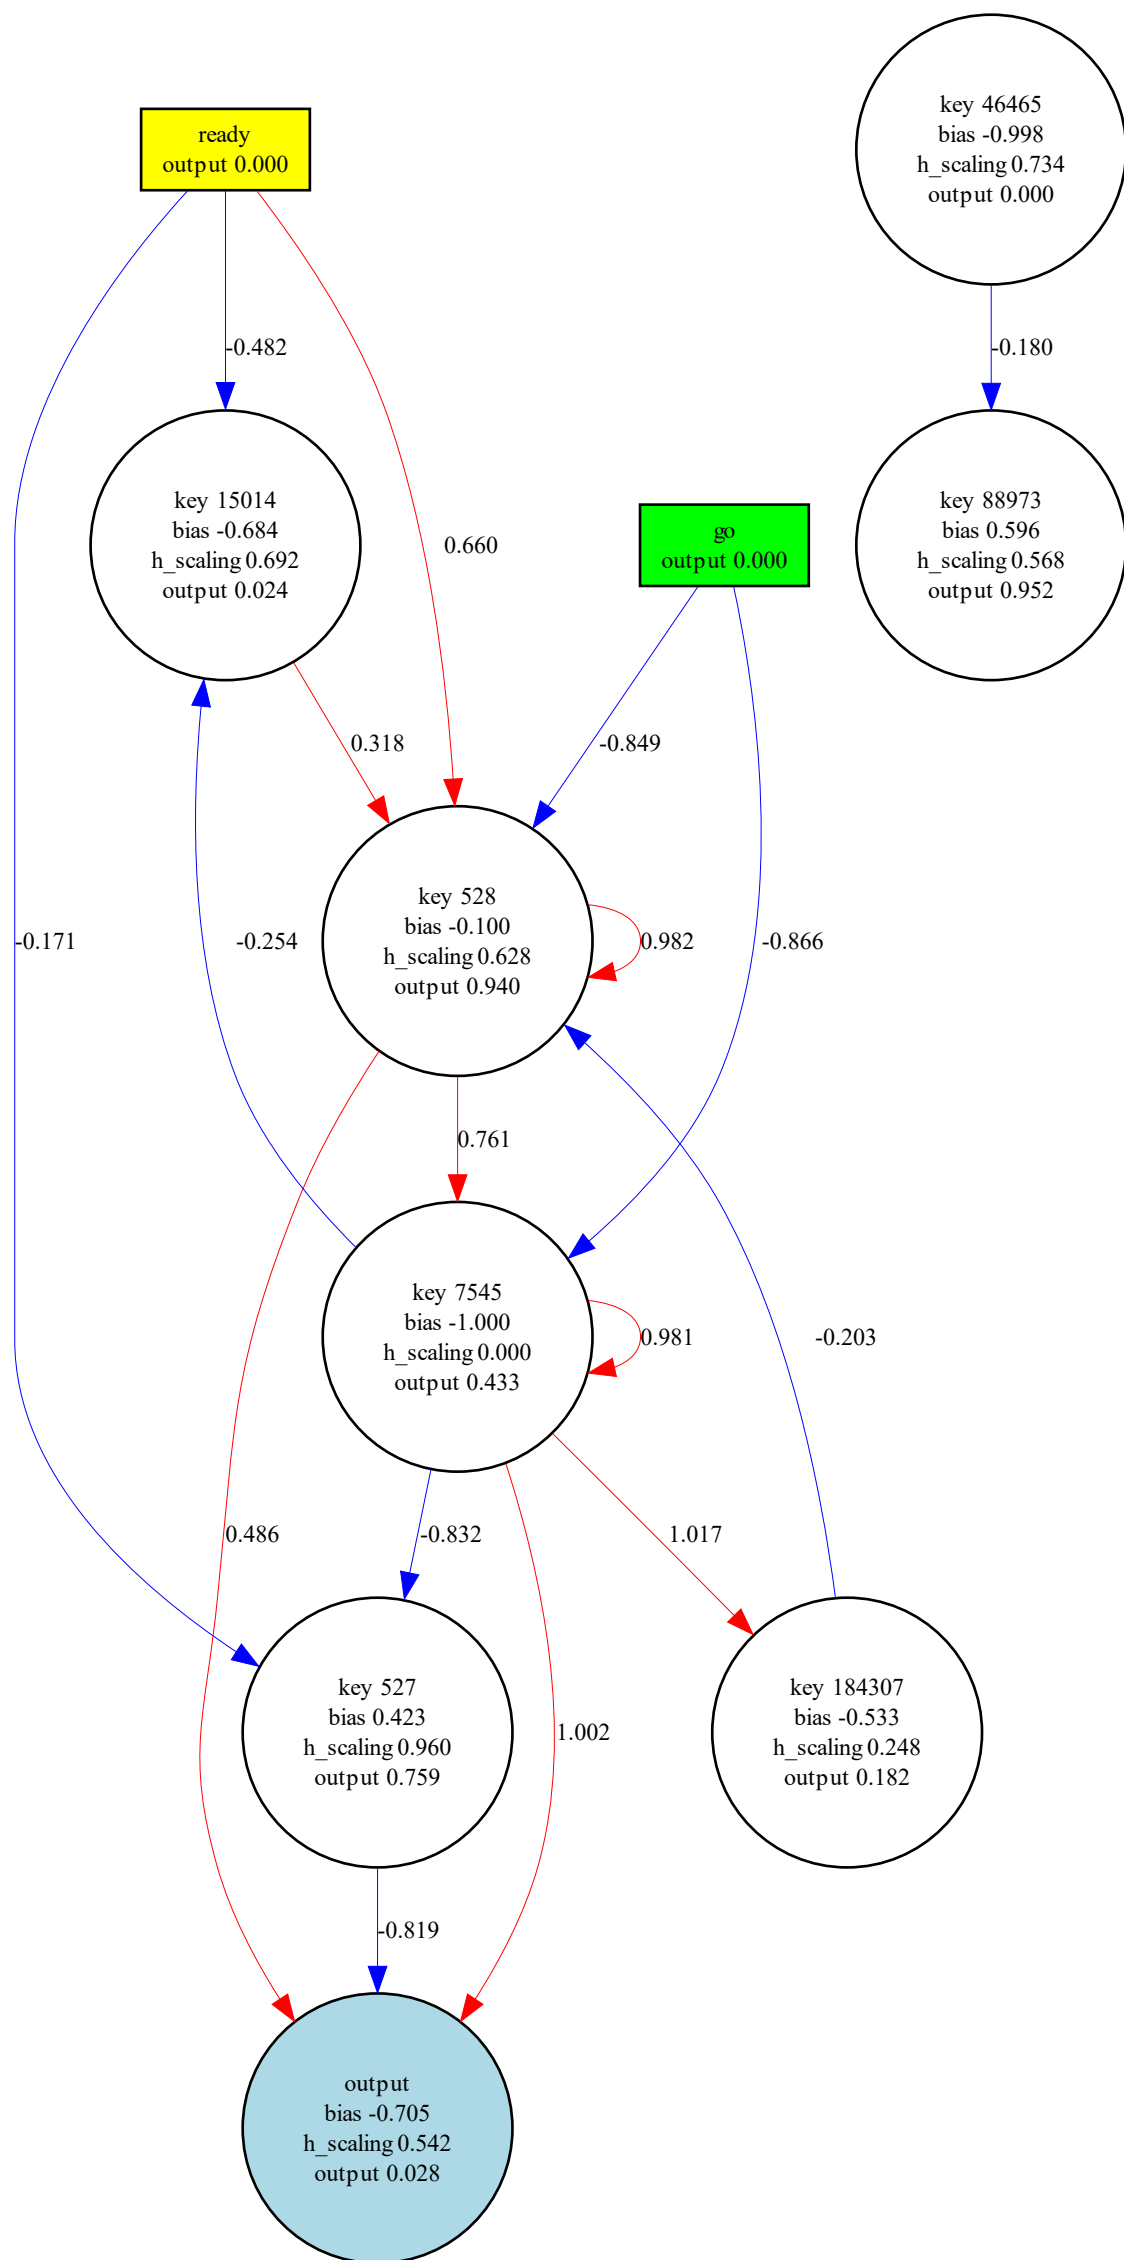 key 46465
bias -0.998
h_scaling 0.734
output 0.000
ready
output 0.000
-0.482
-0.180
key 15014
bias -0.684
h_scaling 0.692
output 0.024
0.660
go
output 0.000
key 88973
bias 0.596
h_scaling 0.568
output 0.952
0.318
-0.849
-0.171
-0.254
key 528
bias -0.100
h_scaling 0.628
output 0.940
0.982
-0.866
0.761
key 7545
bias -1.000
h_scaling 0.000
output 0.433
0.981
-0.203
0.486
-0.832
1.017
key 527
bias 0.423
h_scaling 0.960
output 0.759
1.002
key 184307
bias -0.533
h_scaling 0.248
output 0.182
-0.819
output
bias -0.705
h_scaling 0.542
output 0.028